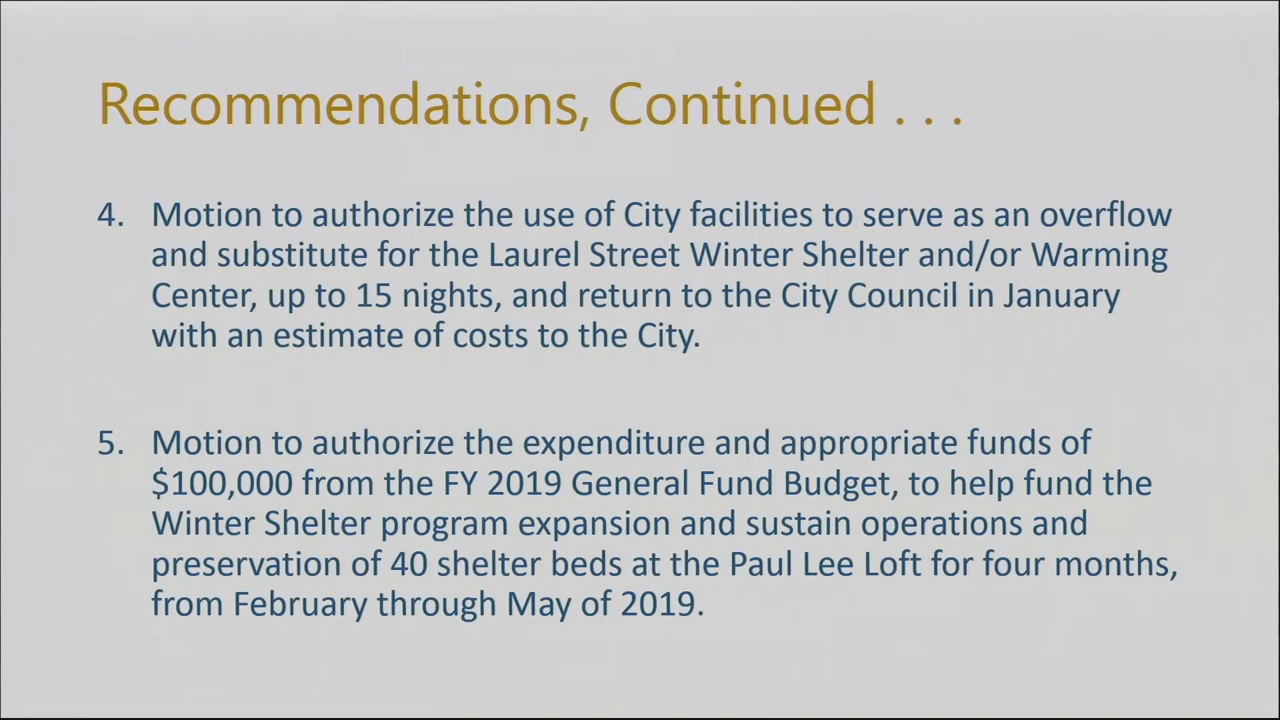 Recommendations, Continued . . .
4. Motion to authorize the use of City facilities to serve as an overflow
and substitute for the Laurel Street Winter Shelter and/or Warming
Center, up to 15 nights, and return to the City Council in January
with an estimate of costs to the City.
5. Motion to authorize the expenditure and appropriate funds of
$100,000 from the FY 2019 General Fund Budget, to help fund the
Winter Shelter program expansion and sustain operations and
preservation of 40 shelter beds at the Paul Lee Loft for four months,
from February through May of 2019.